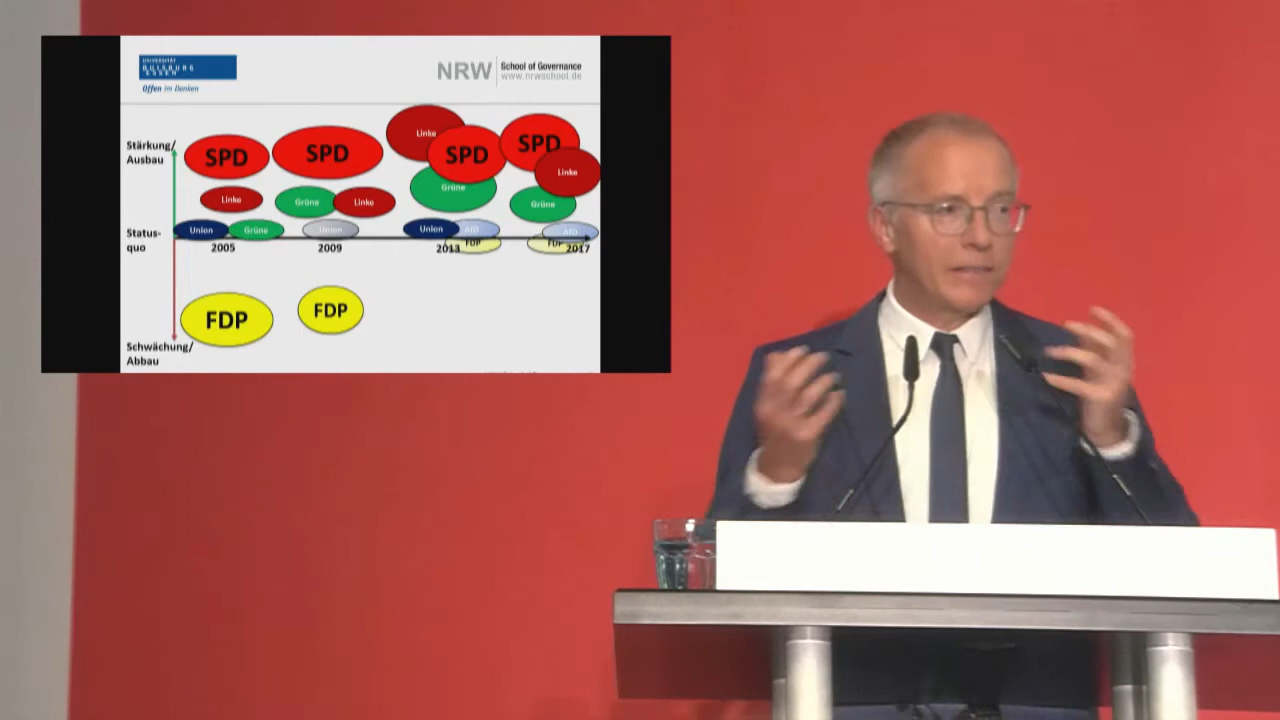 UNIVERSITÄT
DUISBURG
ESSEN
Offen im Denken
NRW School of Governance
www.nrwschool.de
Stärkung/
Ausbau
SPD
SPD
Linke
SPD
SPD
Linke
Linke
Grüne
Linke
Grüne
Grüne
Union
Grüne
Union
Union
AfD
AfD
Status-
quo
2005
2009
2013
FDP
FDP
2017
FDP
FDP
Schwächung/
Abbau